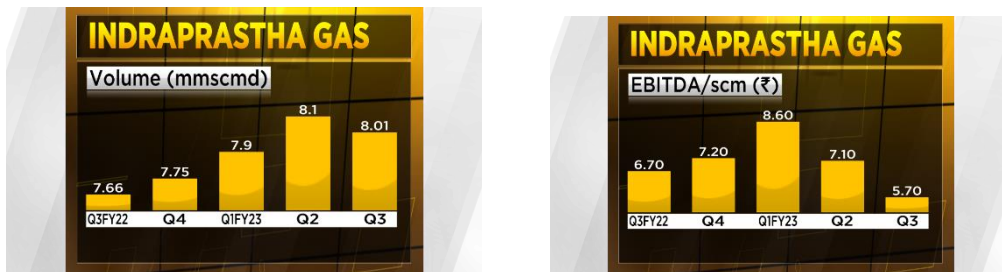 INDRAPRASTHA GAS
Volume (mmscmd)
8.1
8.01
7.9
7.75
7.66
Q3FY22 Q4 Q1FY23 Q2 Q3
INDRAPRASTHA GAS
EBITDA/scm (₹)
8.60
7.20
7.10
6.70
5.70
Q3FY22 Q4 Q1FY23 Q2 Q3